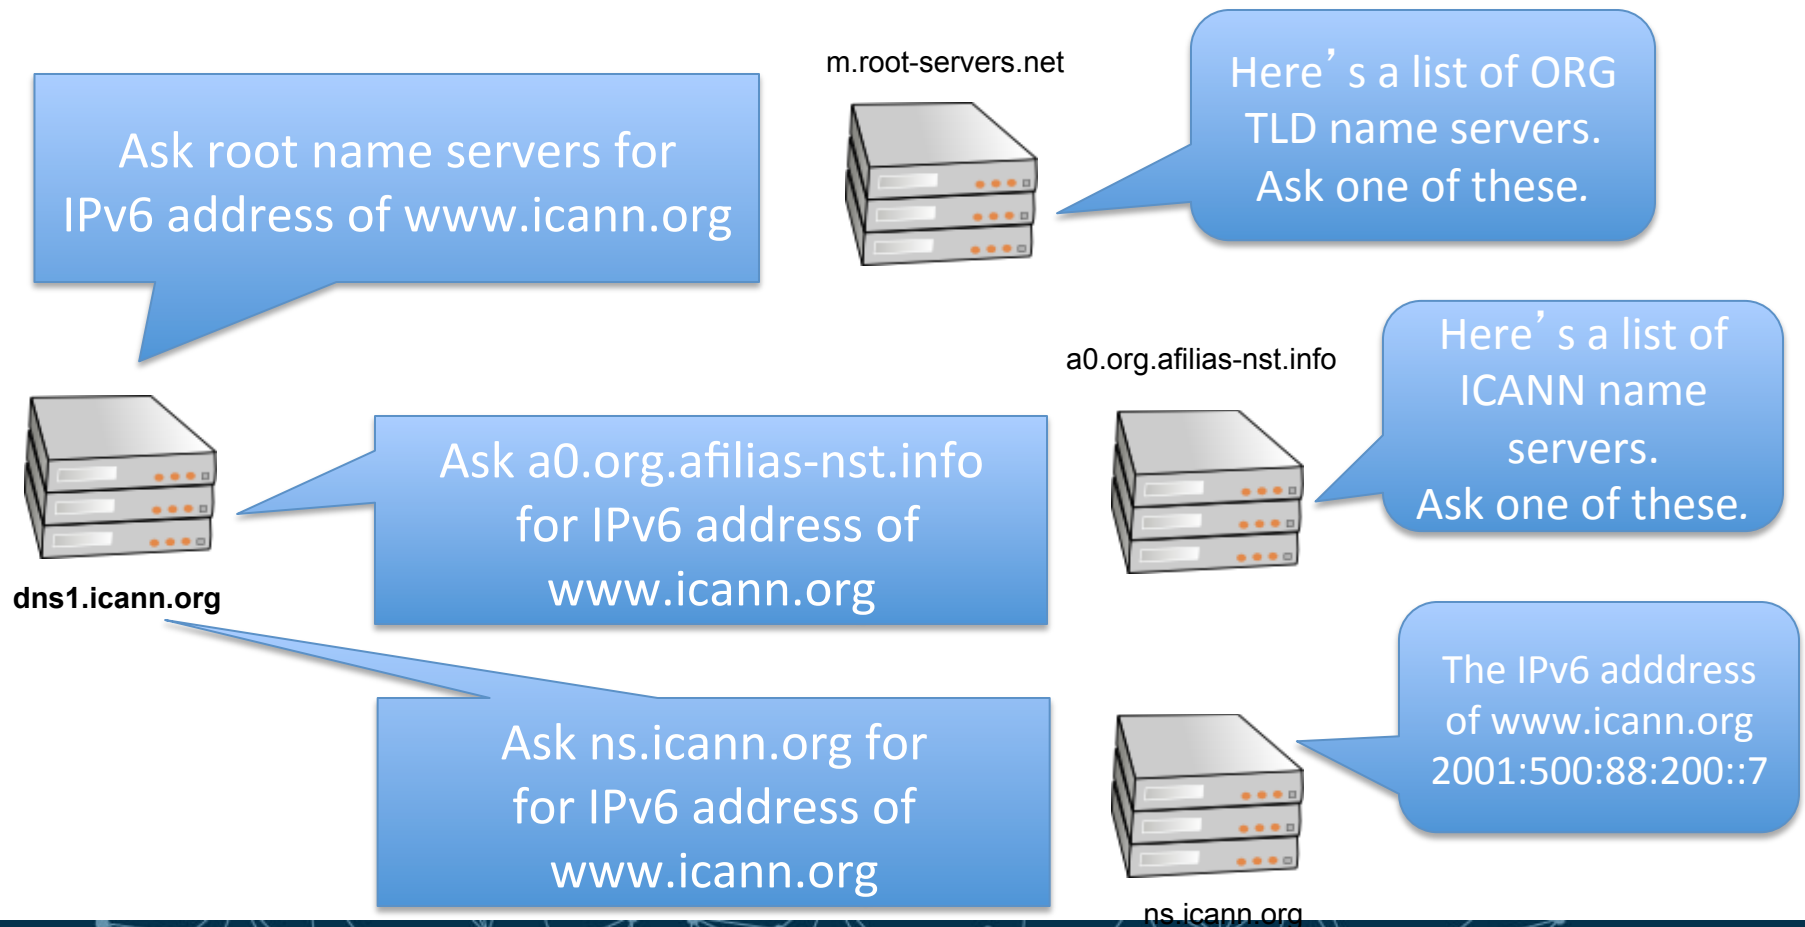 m.root-servers.net
Here's a list of ORG
TLD name servers.
Ask one of these.
Ask root name servers for
IPv6 address of www.icann.org
a0.org.afilias-nst.info
Here's a list of
ICANN name
servers.
Ask one of these.
Ask a0.org.afilias-nst.info
for IPv6 address of
www.icann.org
dns1.icann.org
The IPv6 adddress
of www.icann.org
2001:500:88:200::7
Ask ns.icann.org for
for IPv6 address of
www.icann.org
ns.icann.org